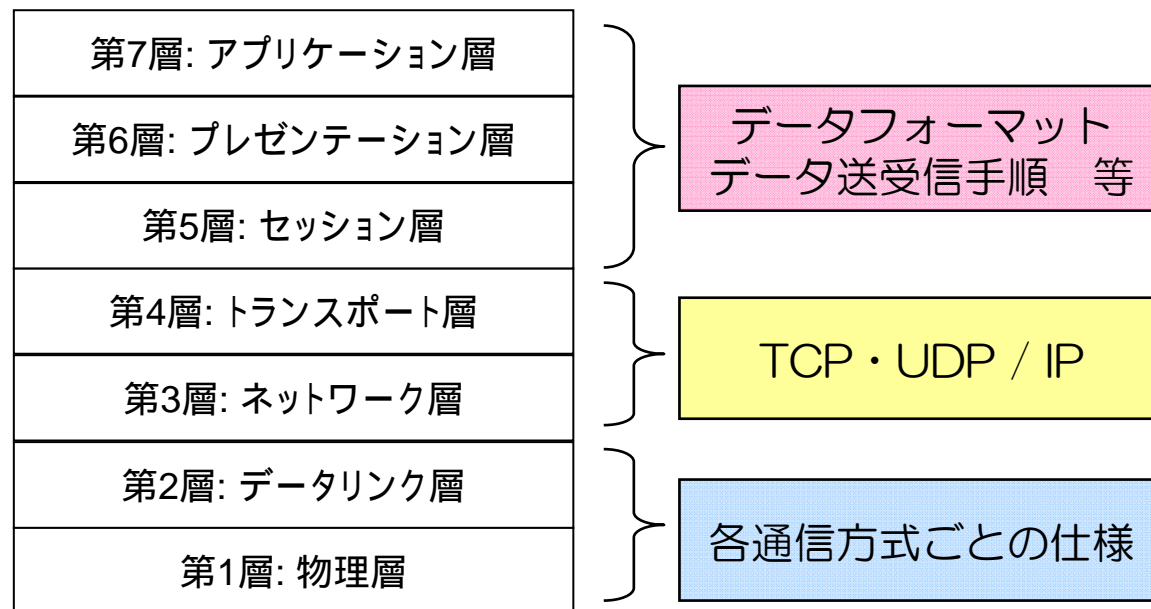 第7層: アプリケーション層
第6層: プレゼンテーション層
第5層: セッション層
データフォーマット
データ送受信手順　等
第4層: トランスポート層
第3層: ネットワーク層
TCP・UDP / IP
第2層: データリンク層
第1層: 物理層
各通信方式ごとの仕様